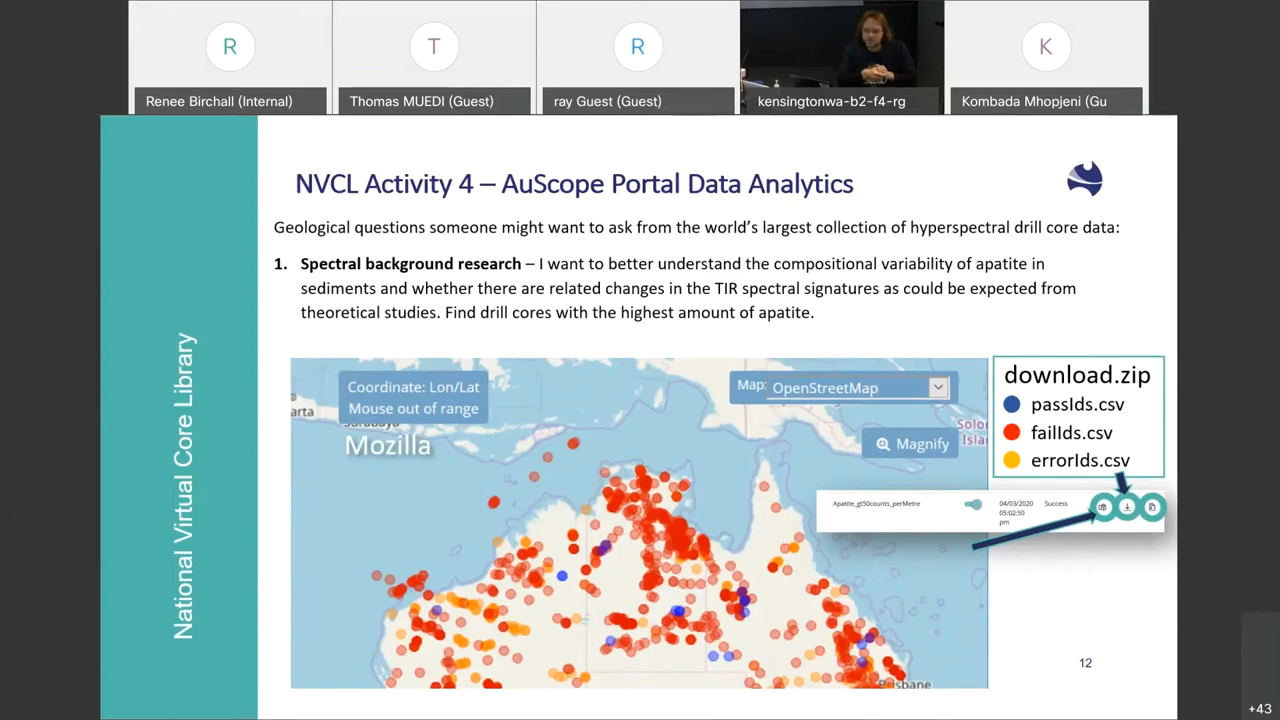 R
T
R
K
Renee Birchall (Internal)
Thomas MUEDI (Guest)
ray Guest (Guest)
kensingtonwa-b2-f4-rg
Kombada Mhopjeni (Gu
National Virtual Core Library
NVCL Activity 4 – AuScope Portal Data Analytics
Geological questions someone might want to ask from the world's largest collection of hyperspectral drill core data:
1. Spectral background research – I want to better understand the compositional variability of apatite in
sediments and whether there are related changes in the TIR spectral signatures as could be expected from
theoretical studies. Find drill cores with the highest amount of apatite.
Coordinate: Lon/Lat
Mouse out of range
arta
Mozilla
Map: OpenStreetMap
Solon
Isla
Magnify
download.zip
passIds.csv
failIds.csv
errorIds.csv
Apatite_gt50counts_perMetre
04/03/2020
05:02:50
pm
Success
Brisbane
12
+43